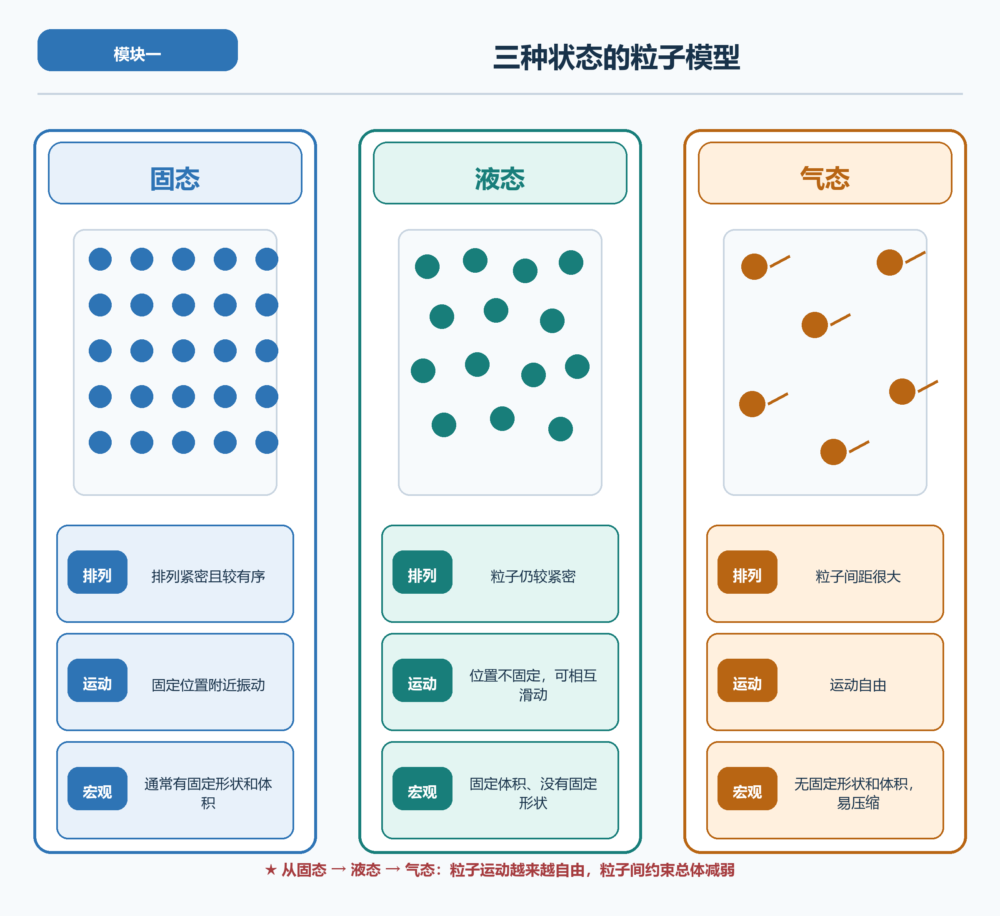 模块一
三种状态的粒子模型
固态
排列
排列紧密且较有序
运动
固定位置附近振动
宏观
通常有固定形状和体
积
液态
排列
粒子仍较紧密
运动
位置不固定，可相互
滑动
宏观
固定体积、没有固定
形状
气态
排列
粒子间距很大
运动
运动自由
宏观
无固定形状和体积，
易压缩
★ 从固态 → 液态 → 气态：粒子运动越来越自由，粒子间约束总体减弱